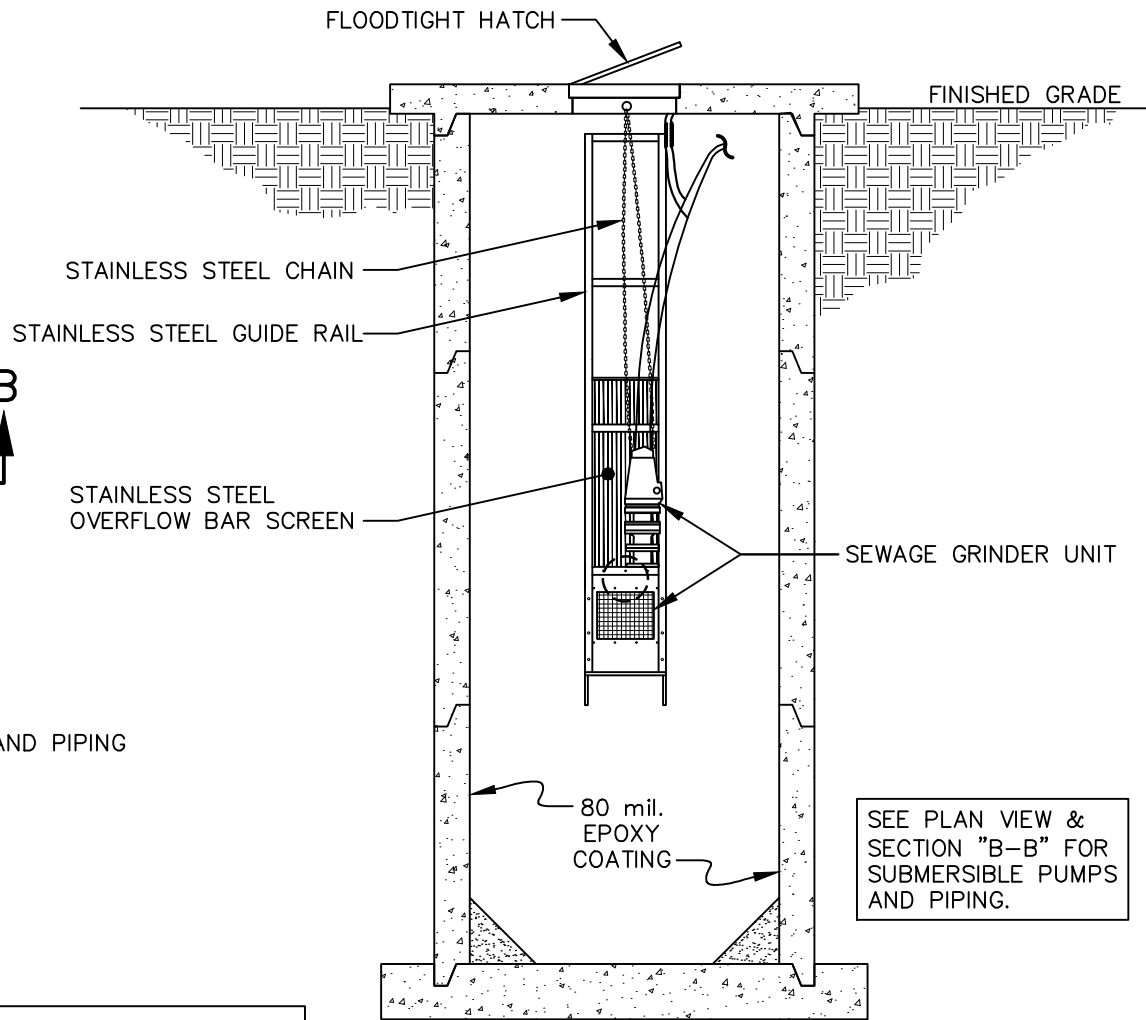 FLOODTIGHT HATCH
FINISHED GRADE
STAINLESS STEEL CHAIN
STAINLESS STEEL GUIDE RAIL
B
STAINLESS STEEL
OVERFLOW BAR SCREEN
SEWAGE GRINDER UNIT
AND PIPING
80 mil.
EPOXY
COATING
SEE PLAN VIEW &
SECTION "B-B" FOR
SUBMERSIBLE PUMPS
AND PIPING.